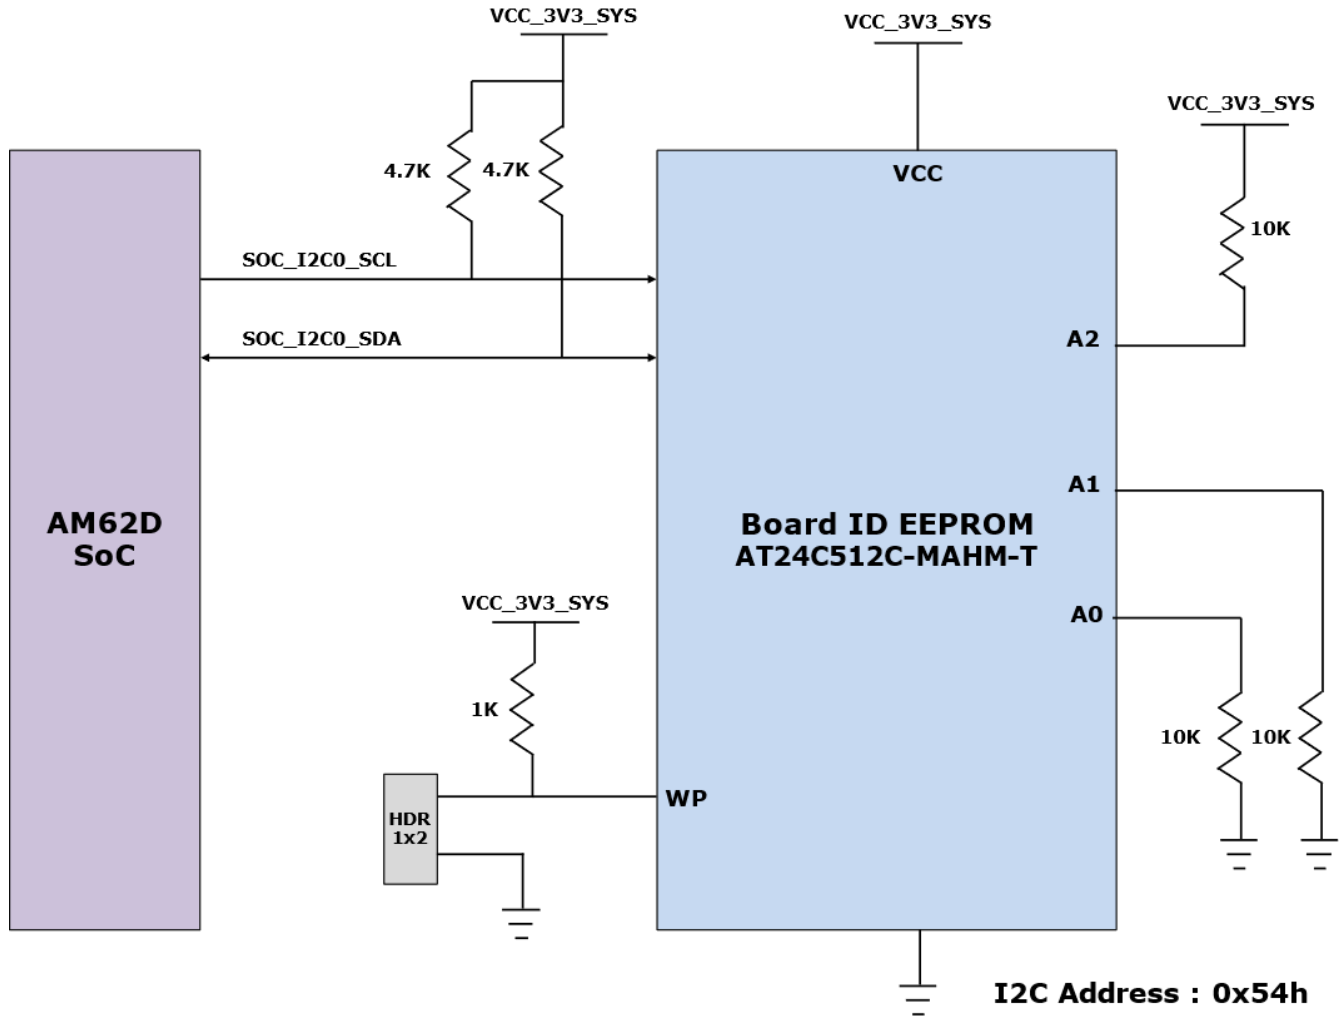 VCC_3V3_SYS
VCC_3V3_SYS
VCC_3V3_SYS
4.7K
4.7K
VCC
10K
SOC_I2C0_SCL
SOC_I2C0_SDA
A2
A1
AM62D
SoC
Board ID EEPROM
AT24C512C-MAHM-T
VCC_3V3_SYS
A0
1K
10K
10K
WP
HDR
1x2
I2C Address : 0x54h